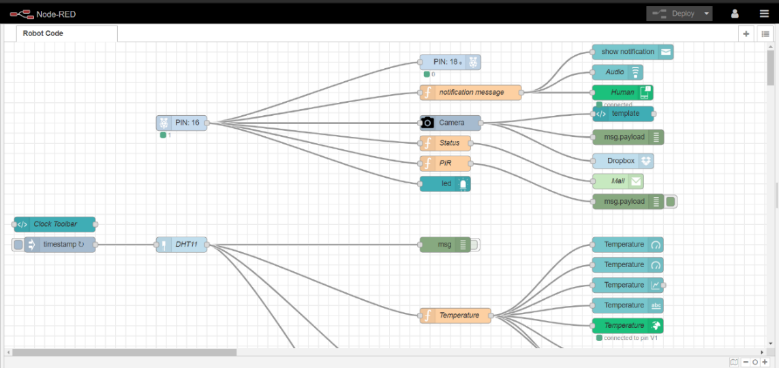 Node-RED
Deploy
Robot Code
show notification
PIN: 18
0
Audio
notification message
Human
connected
PIN: 16
1
Camera
template
Status
msg.payload
PIR
Dropbox
led
Mail
msg.payload
Clock Toolbar
timestamp ↻
DHT11
msg
Temperature
Temperature
Temperature
Temperature
abc
Temperature
Temperature
connected to pin V1